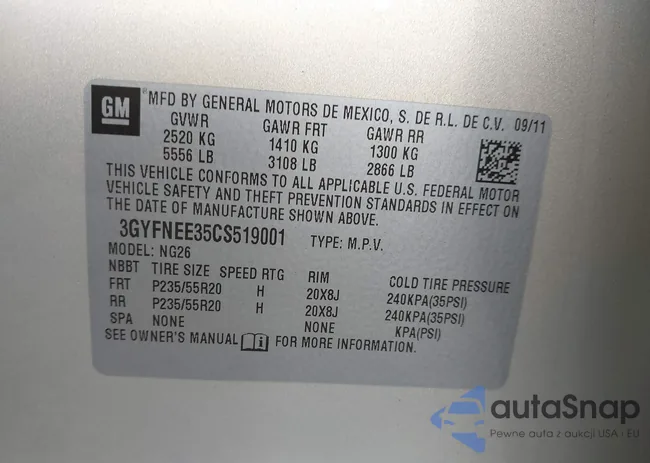 GM
MFD BY GENERAL MOTORS DE MEXICO, S. DE R.L. DE C.V. 09/11
GVWR GAWR FRT GAWR RR
2520 KG 1410 KG 1300 KG
5556 LB 3108 LB 2866 LB
THIS VEHICLE CONFORMS TO ALL APPLICABLE U.S. FEDERAL MOTOR
VEHICLE SAFETY AND THEFT PREVENTION STANDARDS IN EFFECT ON
THE DATE OF MANUFACTURE SHOWN ABOVE.
3GYFNEE35CS519001 TYPE: M.P.V.
MODEL: NG26
NBBT TIRE SIZE SPEED RTG RIM COLD TIRE PRESSURE
FRT P235/55R20 H 20X8J 240KPA(35PSI)
RR P235/55R20 H 20X8J 240KPA(35PSI)
SPA NONE NONE KPA(PSI)
SEE OWNER'S MANUAL FOR MORE INFORMATION.
autaSnap
Pewne auta z aukcji USA - EU